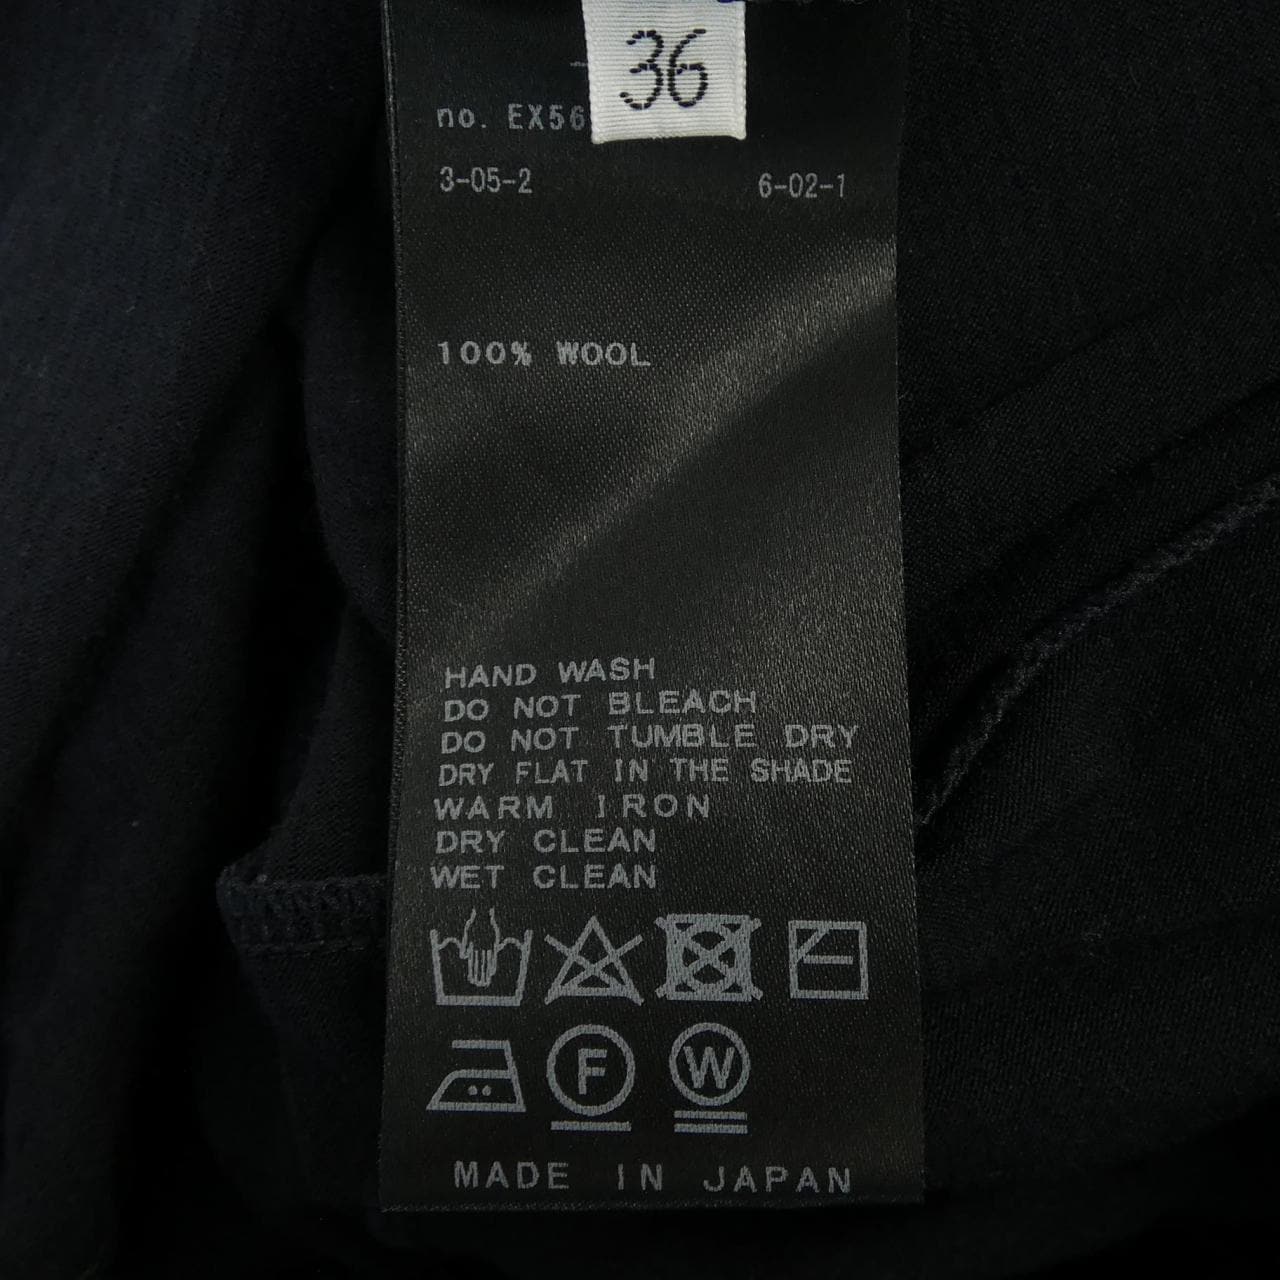 36
no. EX56
3-05-2 6-02-1
100% WOOL
HAND WASH
DO NOT BLEACH
DO NOT TUMBLE DRY
DRY FLAT IN THE SHADE
WARM IRON
DRY CLEAN
WET CLEAN
F W
MADE IN JAPAN